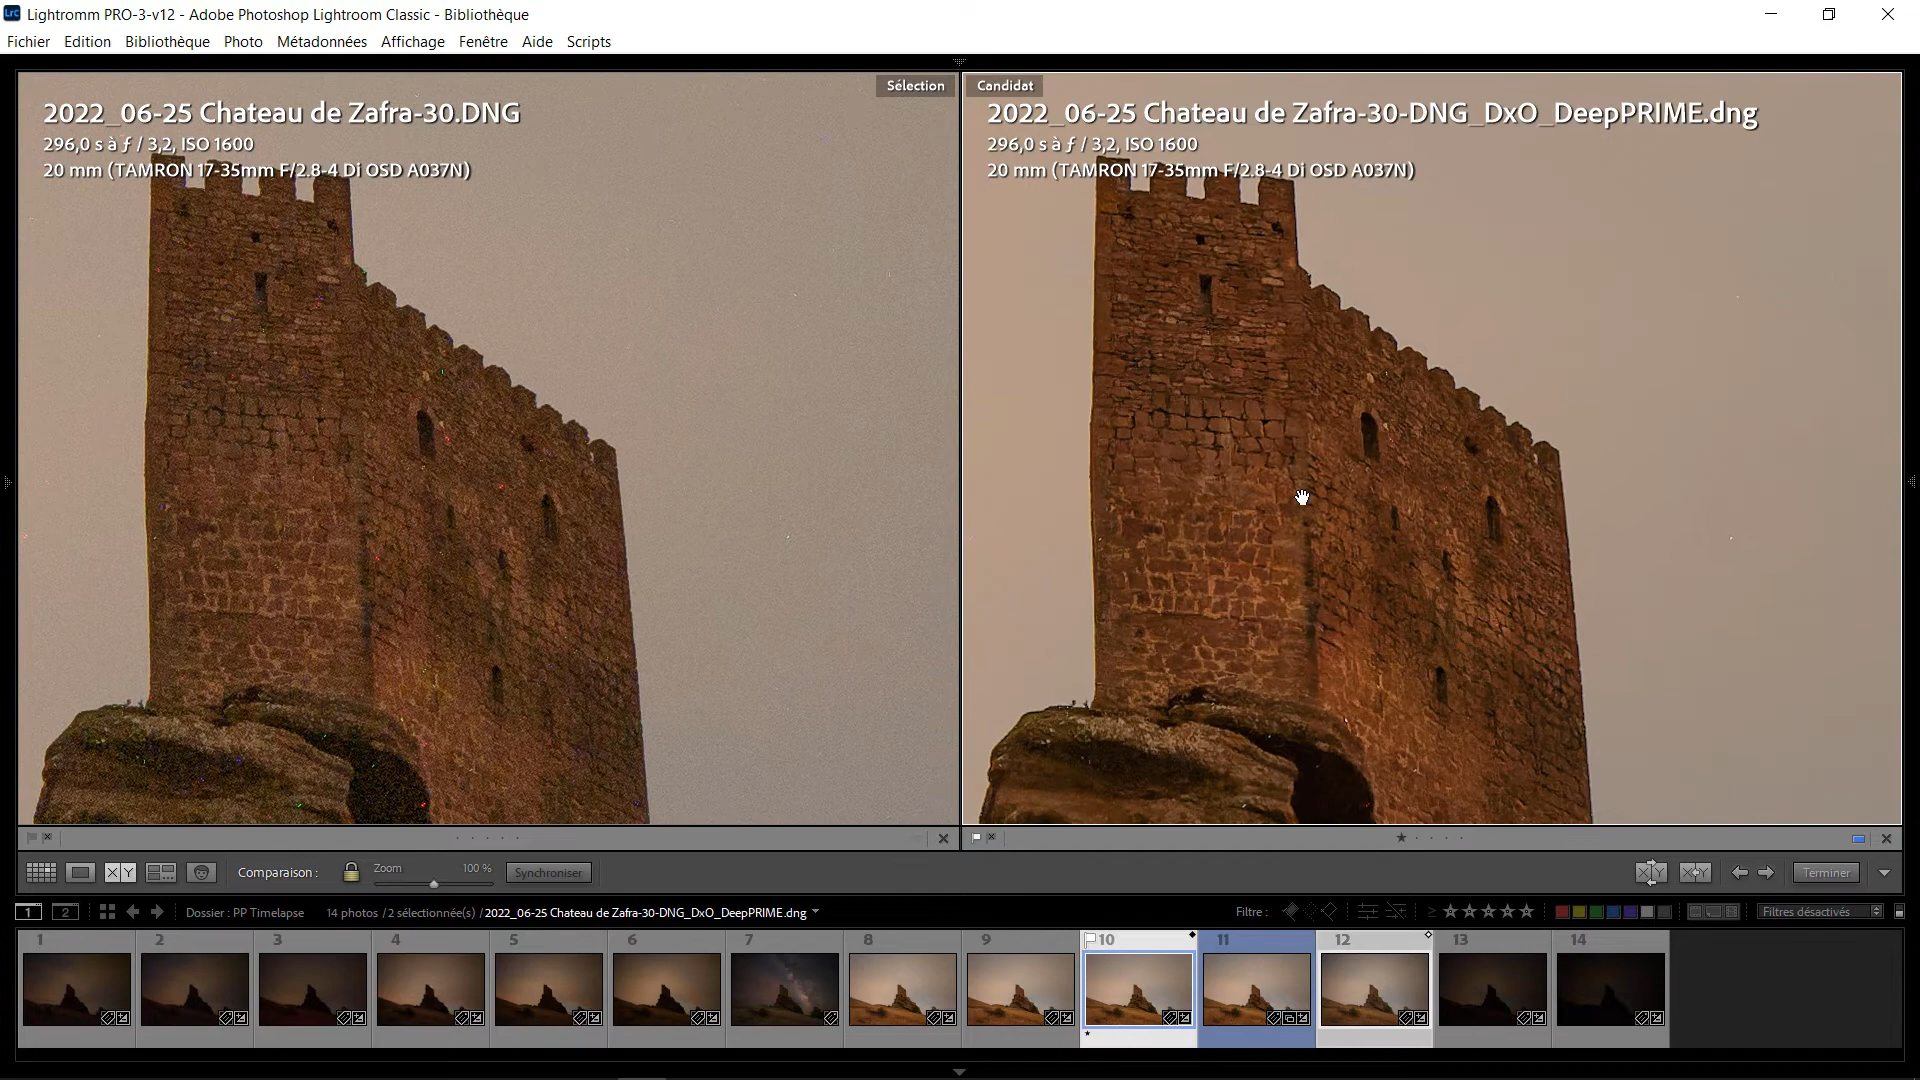 Lightromm PRO-3-v12 - Adobe Photoshop Lightroom Classic - Bibliothèque
Fichier Edition Bibliothèque Photo Métadonnées Affichage Fenêtre Aide Scripts
Sélection
2022_06-25 Chateau de Zafra-30.DNG
296,0 s à ƒ / 3,2, ISO 1600
20 mm (TAMRON 17-35mm F/2.8-4 Di OSD A037N)
Candidat
2022_06-25 Chateau de Zafra-30-DNG_DxO_DeepPRIME.dng
296,0 s à ƒ / 3,2, ISO 1600
20 mm (TAMRON 17-35mm F/2.8-4 Di OSD A037N)
XY Comparaison : Zoom 100 % Synchroniser XY XY Terminer
1 2 Dossier : PP Timelapse 14 photos /2 sélectionnée(s) /2022_06-25 Chateau de Zafra-30-DNG_DxO_DeepPRIME.dng Filtre : Filtres désactivés
1 2 3 4 5 6 7 8 9 10 11 12 13 14